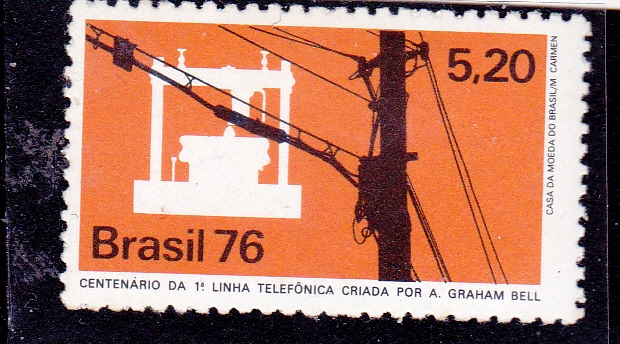 5,20
CASA DA MOEDA DO BRASIL/M. CARMEN
Brasil 76
CENTENÁRIO DA 1ª LINHA TELEFÔNICA CRIADA POR A. GRAHAM BELL